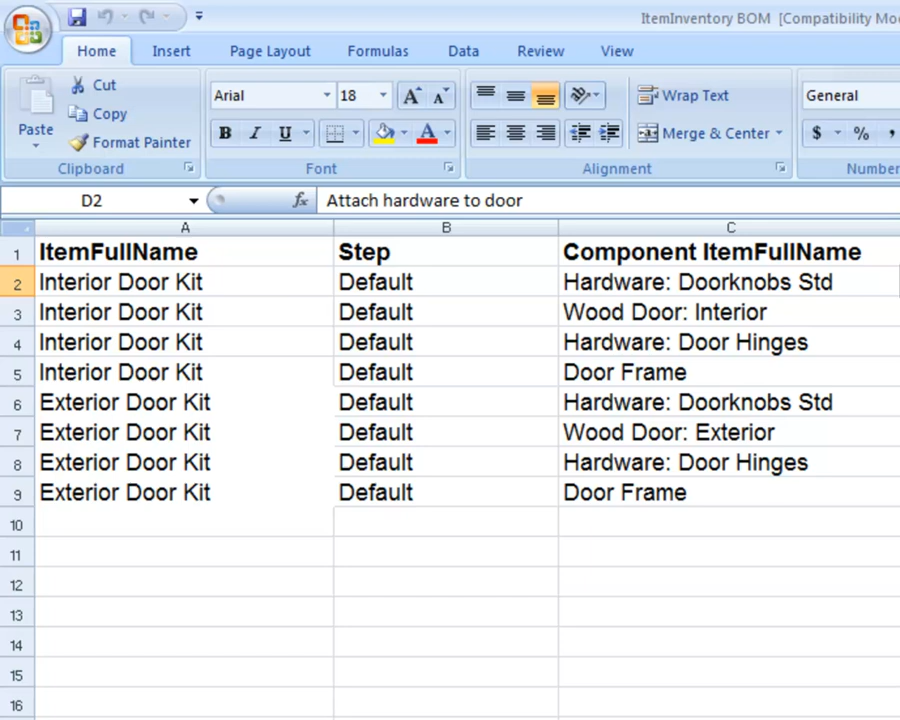 ItemInventory BOM [Compatibility Mo
Home Insert Page Layout Formulas Data Review View
Cut
Copy
Format Painter
Paste
Clipboard
Arial 18 A A
B I U A
Font
Wrap Text
Merge & Center
Alignment
General
$ % ,
Number
D2 fx Attach hardware to door
A B C
1 ItemFullName Step Component ItemFullName
2 Interior Door Kit Default Hardware: Doorknobs Std
3 Interior Door Kit Default Wood Door: Interior
4 Interior Door Kit Default Hardware: Door Hinges
5 Interior Door Kit Default Door Frame
6 Exterior Door Kit Default Hardware: Doorknobs Std
7 Exterior Door Kit Default Wood Door: Exterior
8 Exterior Door Kit Default Hardware: Door Hinges
9 Exterior Door Kit Default Door Frame
10
11
12
13
14
15
16